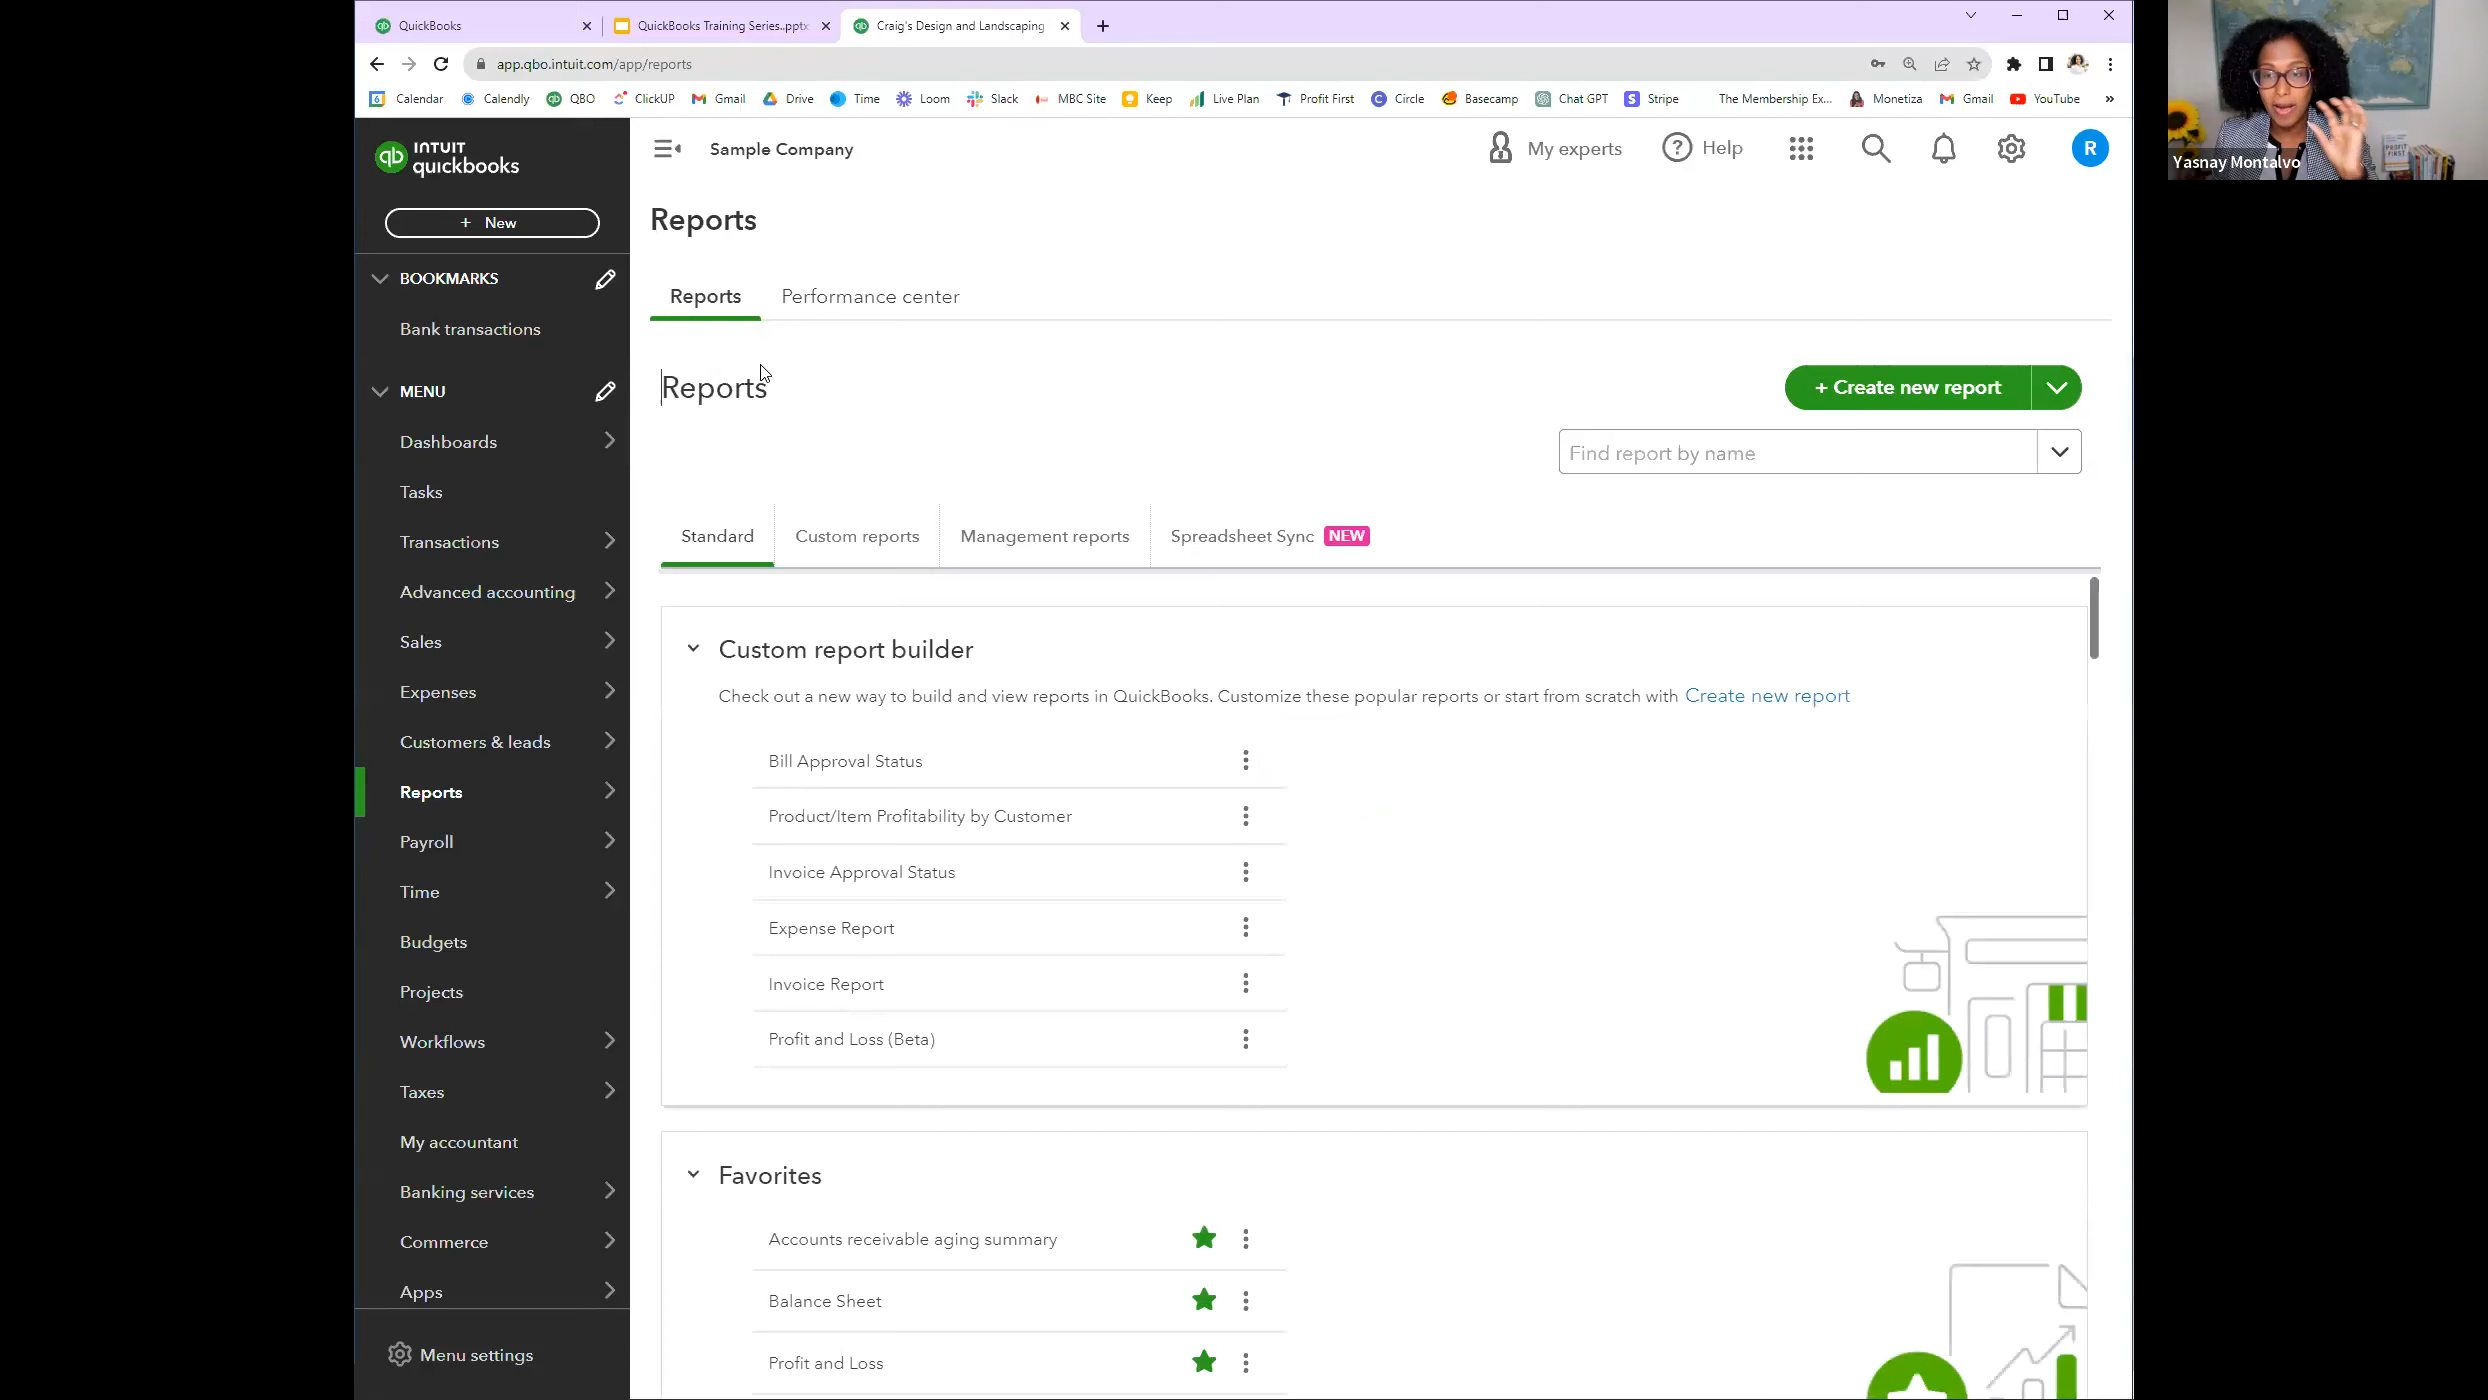 QuickBooks
QuickBooks Training Series..pptx
Craig's Design and Landscaping
app.qbo.intuit.com/app/reports
Calendar
Calendly
QBO
ClickUP
Gmail
Drive
Time
Loom
Slack
MBC Site
Keep
Live Plan
Profit First
Circle
Basecamp
Chat GPT
Stripe
The Membership Ex...
Monetiza
Gmail
YouTube
»
Yasnay Montalvo
INTUIT
quickbooks
Sample Company
My experts
Help
R
+ New
Reports
BOOKMARKS
Bank transactions
MENU
Dashboards
Tasks
Transactions
Advanced accounting
Sales
Expenses
Customers & leads
Reports
Payroll
Time
Budgets
Projects
Workflows
Taxes
My accountant
Banking services
Commerce
Apps
Menu settings
Reports
Performance center
Reports
+ Create new report
Find report by name
Standard
Custom reports
Management reports
Spreadsheet Sync NEW
Custom report builder
Check out a new way to build and view reports in QuickBooks. Customize these popular reports or start from scratch with Create new report
Bill Approval Status
Product/Item Profitability by Customer
Invoice Approval Status
Expense Report
Invoice Report
Profit and Loss (Beta)
Favorites
Accounts receivable aging summary
Balance Sheet
Profit and Loss